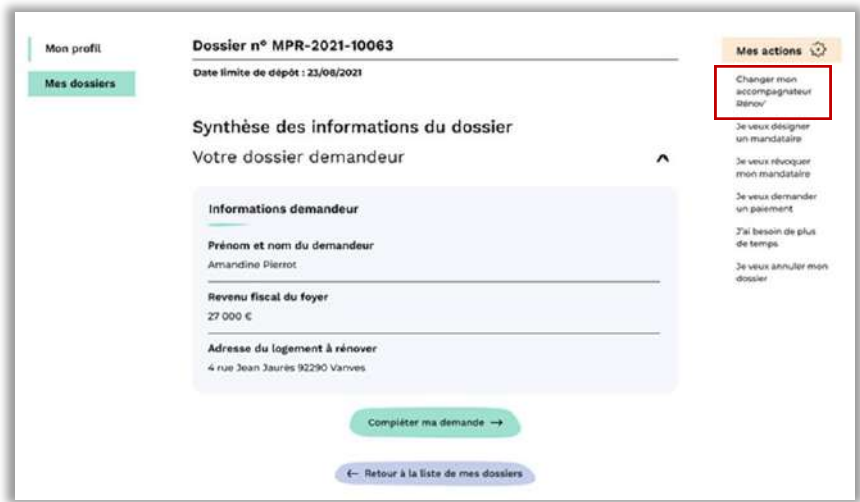 Mon profil
Mes dossiers
Dossier n° MPR-2021-10063
Date limite de dépôt : 23/08/2021
Synthèse des informations du dossier
Votre dossier demandeur
Informations demandeur
Prénom et nom du demandeur
Amandine Pierrot
Revenu fiscal du foyer
27 000 €
Adresse du logement à rénover
4 rue Jean Jaurès 92290 Vanves
Compléter ma demande →
← Retour à la liste de mes dossiers
Mes actions
Changer mon
accompagnateur
Rénov'
Je veux désigner
un mandataire
Je veux révoquer
mon mandataire
Je veux demander
un paiement
J'ai besoin de plus
de temps
Je veux annuler mon
dossier